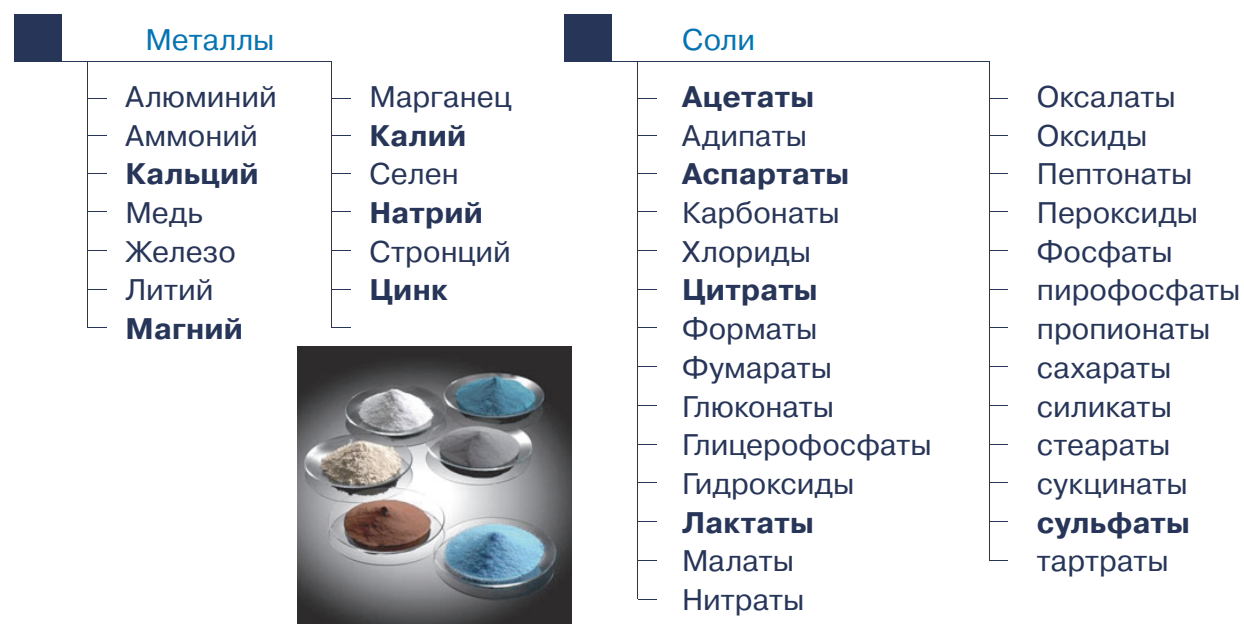 Металлы
Алюминий
Аммоний
Кальций
Медь
Железо
Литий
Магний
Марганец
Калий
Селен
Натрий
Стронций
Цинк
Соли
Ацетаты
Адипаты
Аспартаты
Карбонаты
Хлориды
Цитраты
Форматы
Фумараты
Глюконаты
Глицерофосфаты
Гидроксиды
Лактаты
Малаты
Нитраты
Оксалаты
Оксиды
Пептонаты
Пероксиды
Фосфаты
пирофосфаты
пропионаты
сахараты
силикаты
стеараты
сукцинаты
сульфаты
тартраты